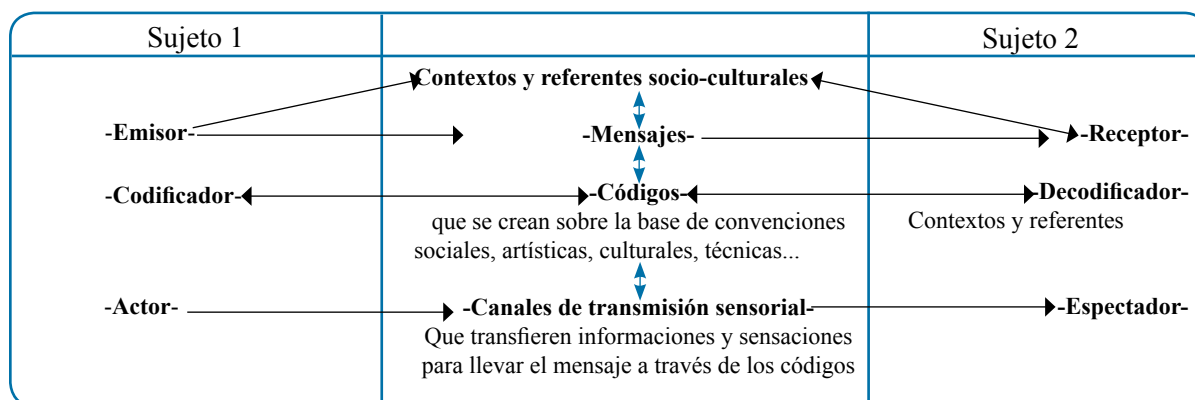 Sujeto 1
Sujeto 2
Contextos y referentes socio-culturales
-Emisor-
-Mensajes-
-Receptor-
-Codificador-
-Códigos-
-Decodificador-
que se crean sobre la base de convenciones
sociales, artísticas, culturales, técnicas...
Contextos y referentes
-Actor-
-Canales de transmisión sensorial-
-Espectador-
Que transfieren informaciones y sensaciones
para llevar el mensaje a través de los códigos